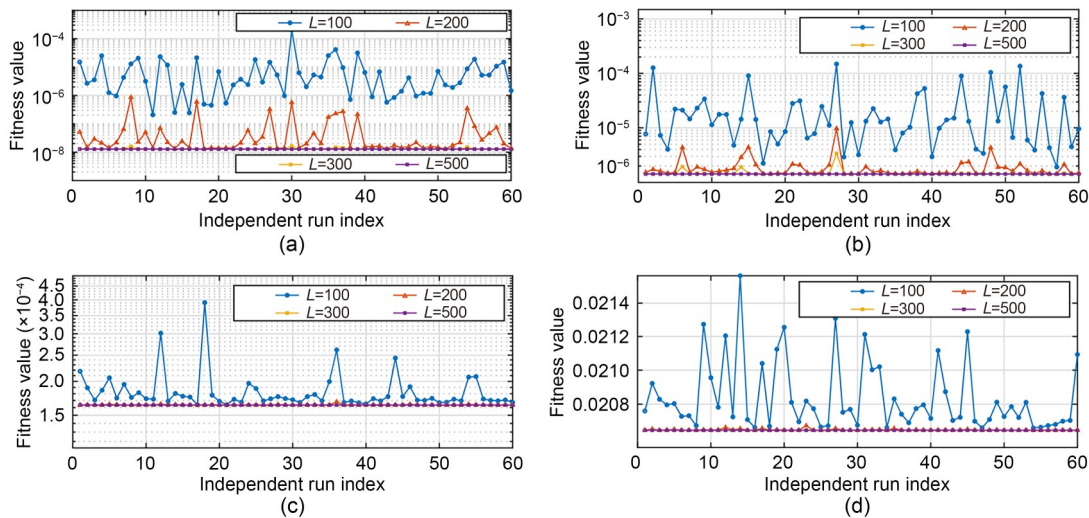 L=100 L=200
L=300 L=500
10⁻⁴
10⁻⁶
10⁻⁸
Fitness value
0 10 20 30 40 50 60
Independent run index
(a)
L=100 L=200
L=300 L=500
10⁻³
10⁻⁴
10⁻⁵
10⁻⁶
Fitness value
0 10 20 30 40 50 60
Independent run index
(b)
L=100 L=200
L=300 L=500
4.5
4.0
3.5
3.0
2.5
2.0
1.5
Fitness value (×10⁻⁴)
0 10 20 30 40 50 60
Independent run index
(c)
L=100 L=200
L=300 L=500
0.0214
0.0212
0.0210
0.0208
Fitness value
0 10 20 30 40 50 60
Independent run index
(d)